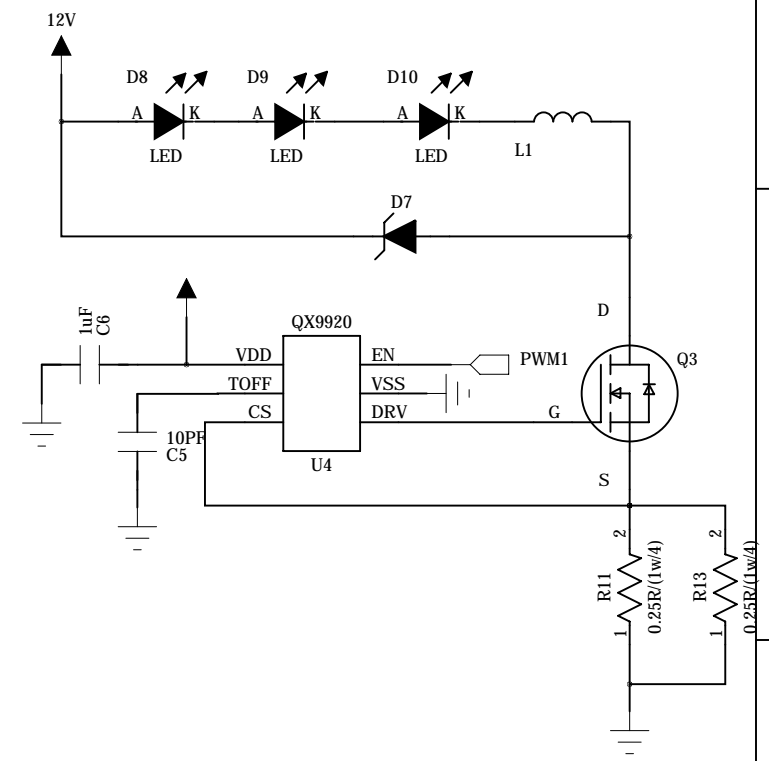 12V
D8
D9
D10
A
K
A
K
A
K
LED
LED
LED
L1
D7
1uF
C6
QX9920
D
VDD
EN
PWM1
Q3
TOFF
VSS
CS
DRV
G
10PF
C5
U4
S
2
2
R11
0.25R/(1w/4)
R13
0.25R/(1w/4)
1
1